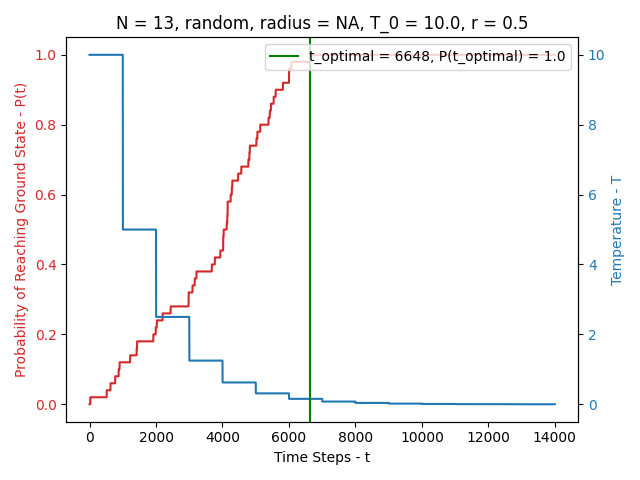 N = 13, random, radius = NA, T_0 = 10.0, r = 0.5
t_optimal = 6648, P(t_optimal) = 1.0
Probability of Reaching Ground State - P(t)
1.0
0.8
0.6
0.4
0.2
0.0
10
8
6
4
2
0
Temperature - T
0 2000 4000 6000 8000 10000 12000 14000
Time Steps - t